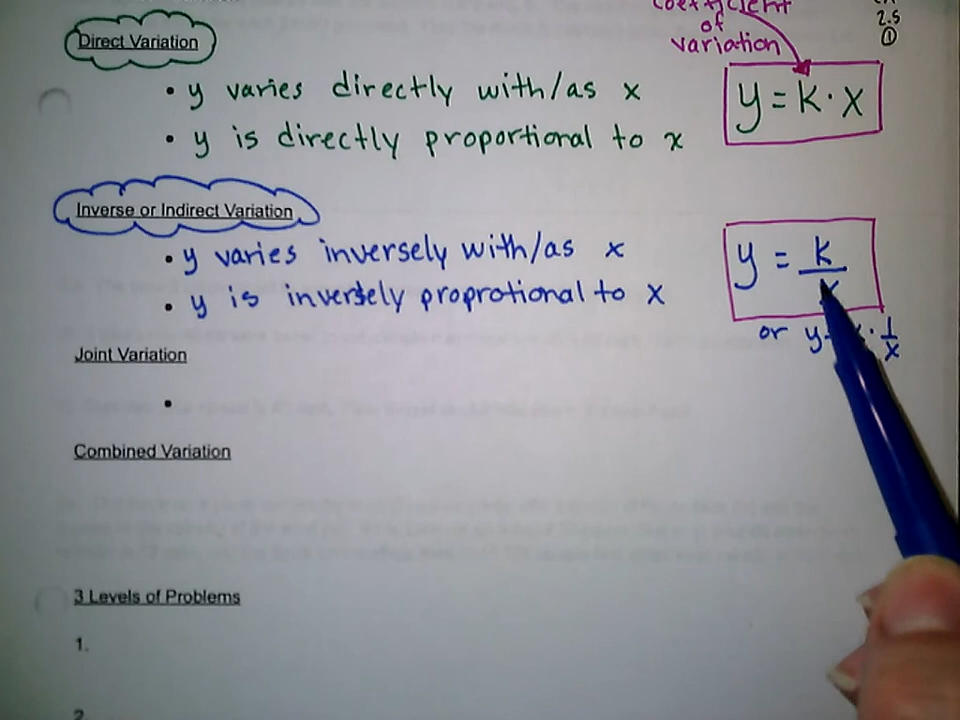 coefficient
of
variation
2.5
①
Direct Variation
• y varies directly with/as x
y = k · x
• y is directly proportional to x
Inverse or Indirect Variation
• y varies inversely with/as x
y = k/x
• y is inversely proprotional to x
or y = · 1/x
Joint Variation
•
Combined Variation
3 Levels of Problems
1.
2.